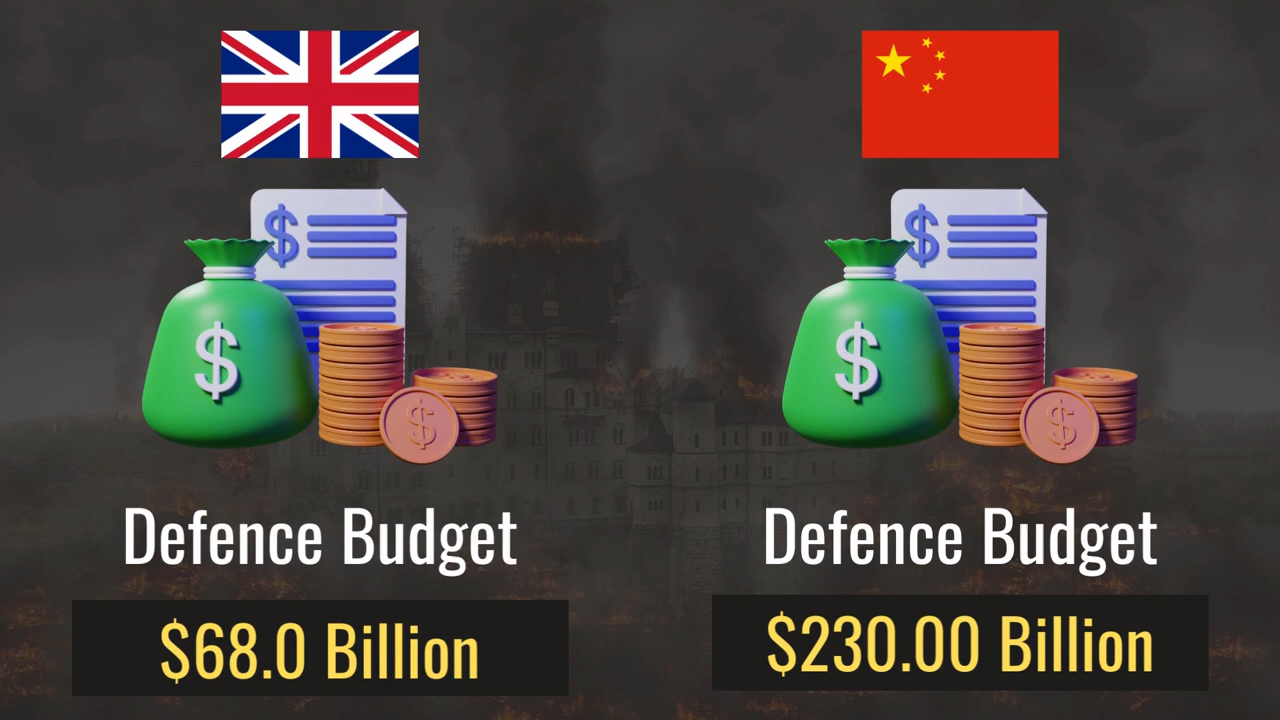 $
$
$
$
$
$
Defence Budget
Defence Budget
$68.0 Billion
$230.00 Billion